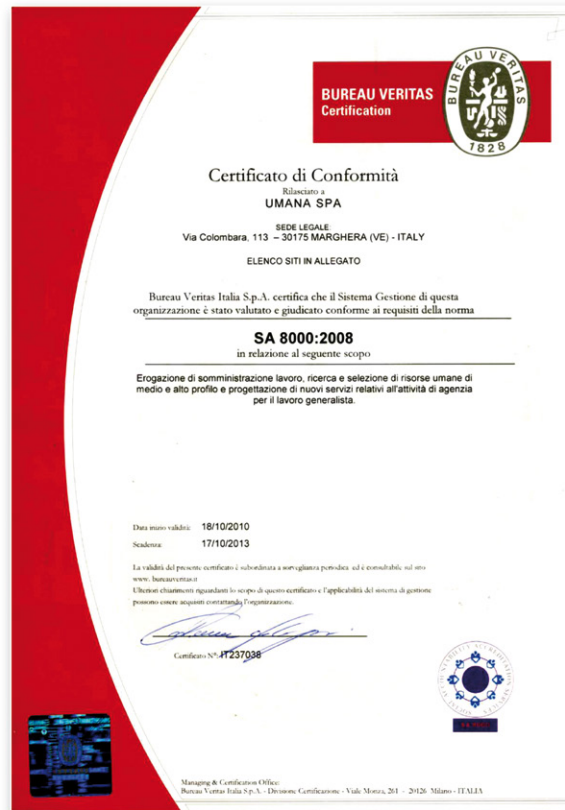 BUREAU VERITAS
Certification
BUREAU VERITAS
1828
Certificato di Conformità
Rilasciato a
UMANA SPA
SEDE LEGALE:
Via Colombara, 113 – 30175 MARGHERA (VE) - ITALY
ELENCO SITI IN ALLEGATO
Bureau Veritas Italia S.p.A. certifica che il Sistema Gestione di questa
organizzazione è stato valutato e giudicato conforme ai requisiti della norma
SA 8000:2008
in relazione al seguente scopo
Erogazione di somministrazione lavoro, ricerca e selezione di risorse umane di
medio e alto profilo e progettazione di nuovi servizi relativi all'attività di agenzia
per il lavoro generalista.
Data inizio validità: 18/10/2010
Scadenza: 17/10/2013
La validità del presente certificato è subordinata a sorveglianza periodica ed è consultabile sul sito
www. bureauveritas.it
Ulteriori chiarimenti riguardanti lo scopo di questo certificato e l'applicabilità del sistema di gestione
possono essere acquisiti contattando l'organizzazione.
Certificato N°: IT237038
SOCIAL ACCOUNTABILITY ACCREDITATION SERVICES
Managing & Certification Office:
Bureau Veritas Italia S.p.A. - Divisione Certificazione - Viale Monza, 261 - 20126 Milano - ITALIA